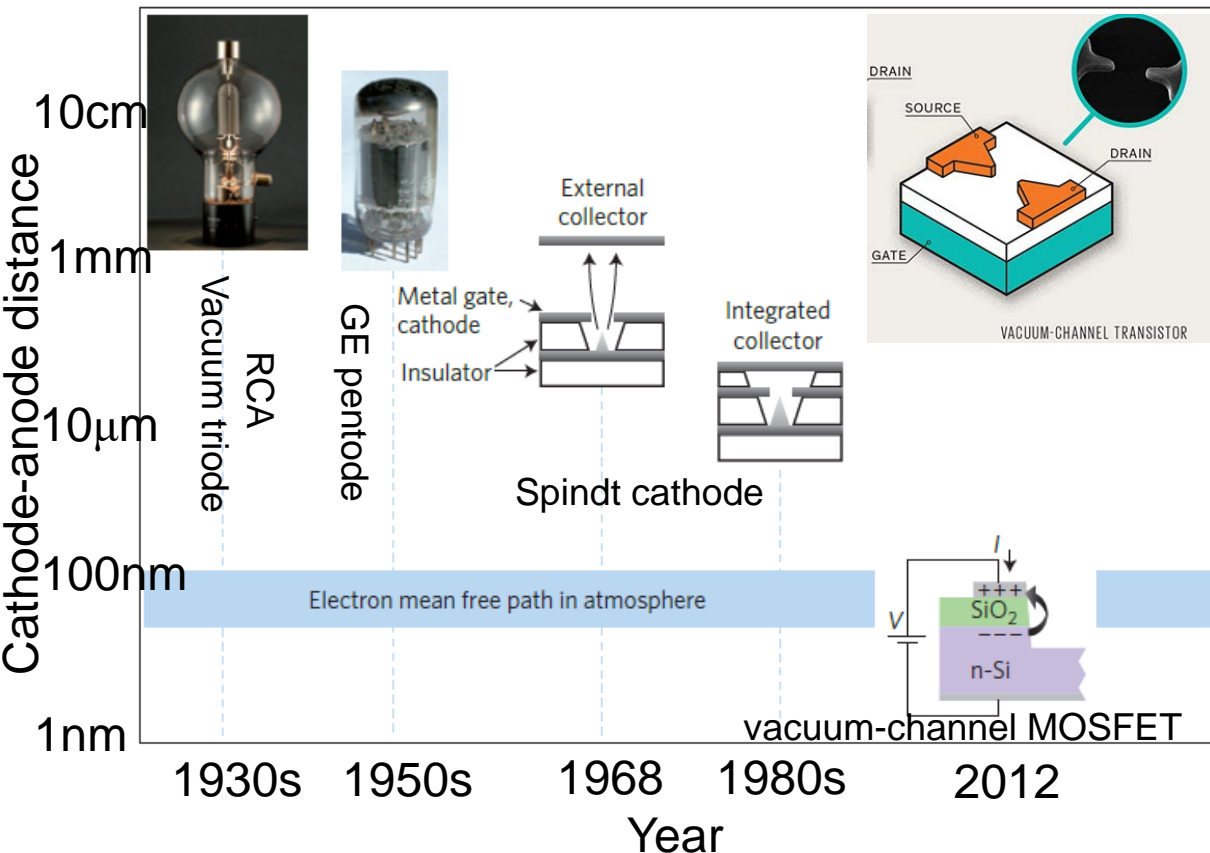 DRAIN
SOURCE
DRAIN
GATE
VACUUM-CHANNEL TRANSISTOR
10cm
1mm
10μm
100nm
1nm
Cathode-anode distance
RCA
Vacuum triode
GE pentode
External
collector
Metal gate,
cathode
Insulator
Integrated
collector
Spindt cathode
Electron mean free path in atmosphere
I
V
+++
SiO₂
−−−
n-Si
vacuum-channel MOSFET
1930s
1950s
1968
1980s
2012
Year